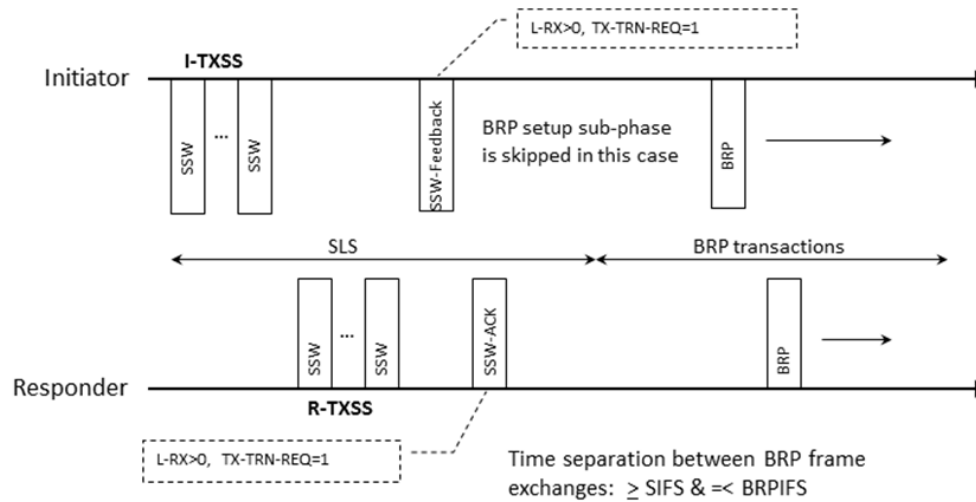 L-RX>0, TX-TRN-REQ=1
I-TXSS
Initiator
SSW
...
SSW
SSW-Feedback
BRP setup sub-phase
is skipped in this case
BRP
SLS
BRP transactions
SSW
...
SSW
SSW-ACK
BRP
Responder
R-TXSS
L-RX>0, TX-TRN-REQ=1
Time separation between BRP frame
exchanges: ≥ SIFS & =< BRPIFS